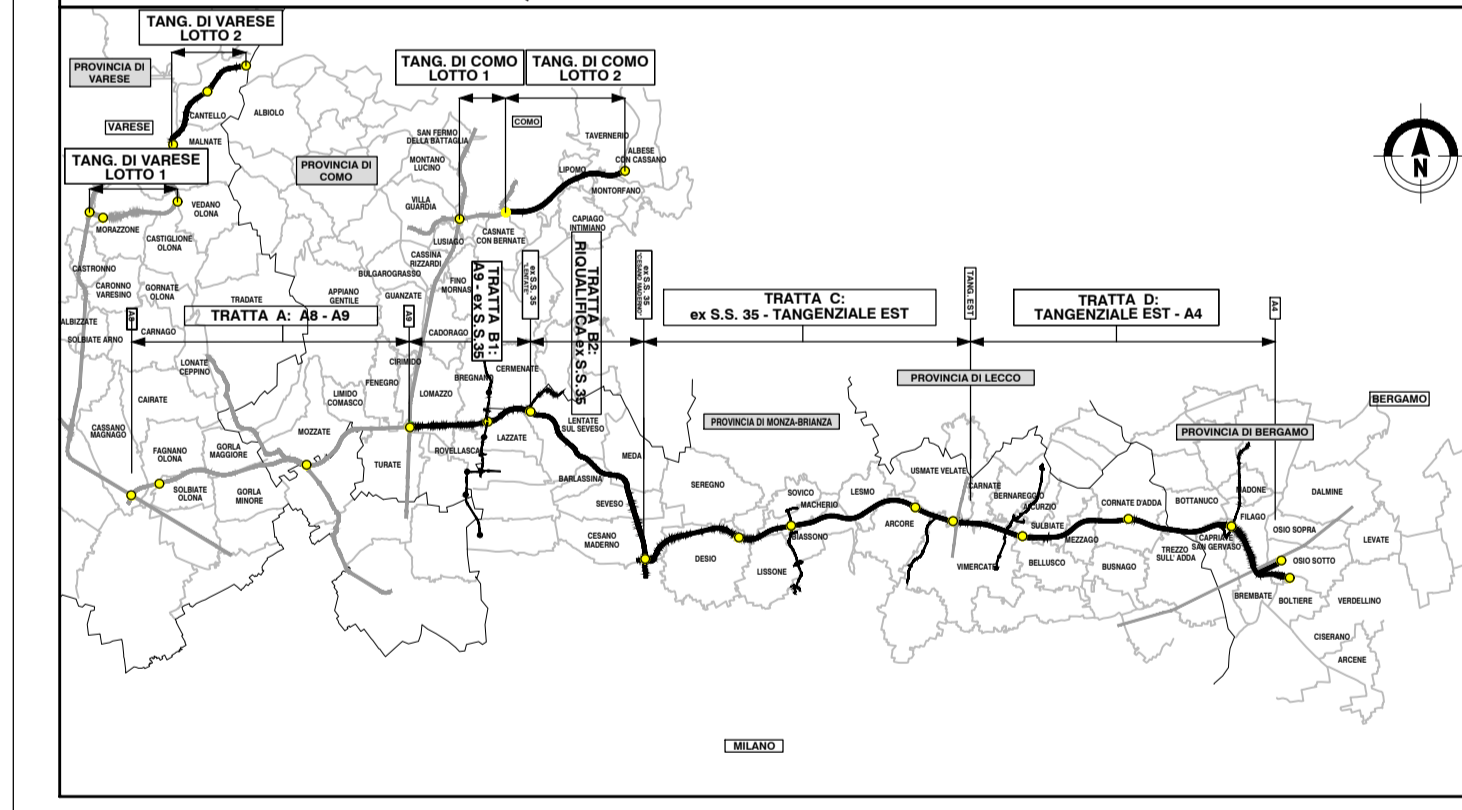 TANG. DI VARESE
LOTTO 2
PROVINCIA DI
VARESE
TANG. DI COMO
LOTTO 1
TANG. DI COMO
LOTTO 2
CANTELLO
ALBIOLO
VARESE
MALNATE
COMO
SAN FERMO
DELLA BATTAGLIA
TAVERNERIO
ALBESE
CON CASSANO
TANG. DI VARESE
LOTTO 1
PROVINCIA DI
COMO
MONTANO
LUCINO
LIPOMO
MONTORFANO
N
VILLA
GUARDIA
VEDANO
OLONA
MORAZZONE
CASTIGLIONE
OLONA
LUSIAGO
CASNATE
CON BERNATE
CAPIAGO
INTIMIANO
CASTRONNO
CASSINA
RIZZARDI
BULGAROGRASSO
CARONNO
VARESINO
GORNATE
OLONA
TRADATE
APPIANO
GENTILE
GUANZATE
FINO
MORNAS
TRATTA B1:
A9 - ex S.S.35
ex S.S. 35
"LENTATE"
TRATTA B2:
RIQUALIFICA ex S.S.35
ex S.S. 35
"CESANO MADERNO"
TRATTA C:
ex S.S. 35 - TANGENZIALE EST
TANG. EST
TRATTA D:
TANGENZIALE EST - A4
A4
ALBIZZATE
A8
CARNAGO
TRATTA A: A8 - A9
A9
SOLBIATE ARNO
CADORAGO
CIRIMIDO
LONATE
CEPPINO
FENEGRO
BREGNANO
CERMENATE
LIMIDO
COMASCO
LOMAZZO
CAIRATE
PROVINCIA DI LECCO
BERGAMO
CASSANO
MAGNAGO
MOZZATE
LAZZATE
LENTATE
SUL SEVESO
PROVINCIA DI MONZA-BRIANZA
PROVINCIA DI BERGAMO
FAGNANO
OLONA
GORLA
MAGGIORE
TURATE
ROVELLASCA
MEDA
BARLASSINA
SEREGNO
USMATE VELATE
CARNATE
SOLBIATE
OLONA
GORLA
MINORE
SEVESO
SOVICO
MACHERIO
LESMO
BERNAREGGIO
AICURZIO
CORNATE D'ADDA
BOTTANUCO
MADONE
DALMINE
FILAGO
ARCORE
SULBIATE
MEZZAGO
OSIO SOPRA
CESANO
MADERNO
BIASSONO
CAPRIATE
SAN GERVASO
LEVATE
DESIO
LISSONE
VIMERCATE
BELLUSCO
BUSNAGO
TREZZO
SULL' ADDA
OSIO SOTTO
BREMBATE
BOLTIERE
VERDELLINO
CISERANO
ARCENE
MILANO